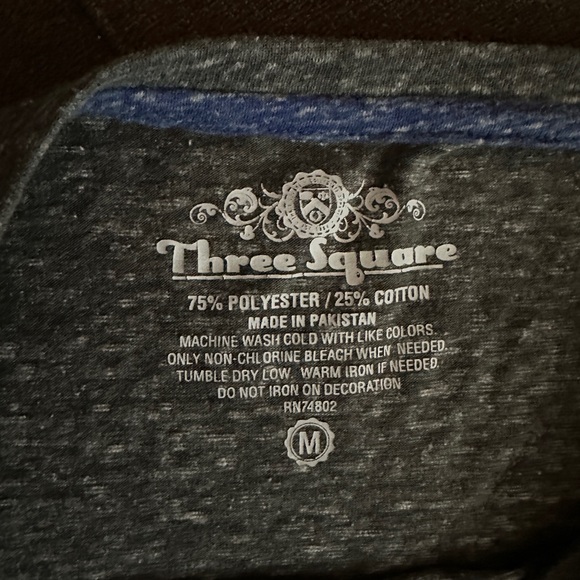 Three Square
75% POLYESTER / 25% COTTON
MADE IN PAKISTAN
MACHINE WASH COLD WITH LIKE COLORS.
ONLY NON-CHLORINE BLEACH WHEN NEEDED.
TUMBLE DRY LOW. WARM IRON IF NEEDED.
DO NOT IRON ON DECORATION
RN74802
M